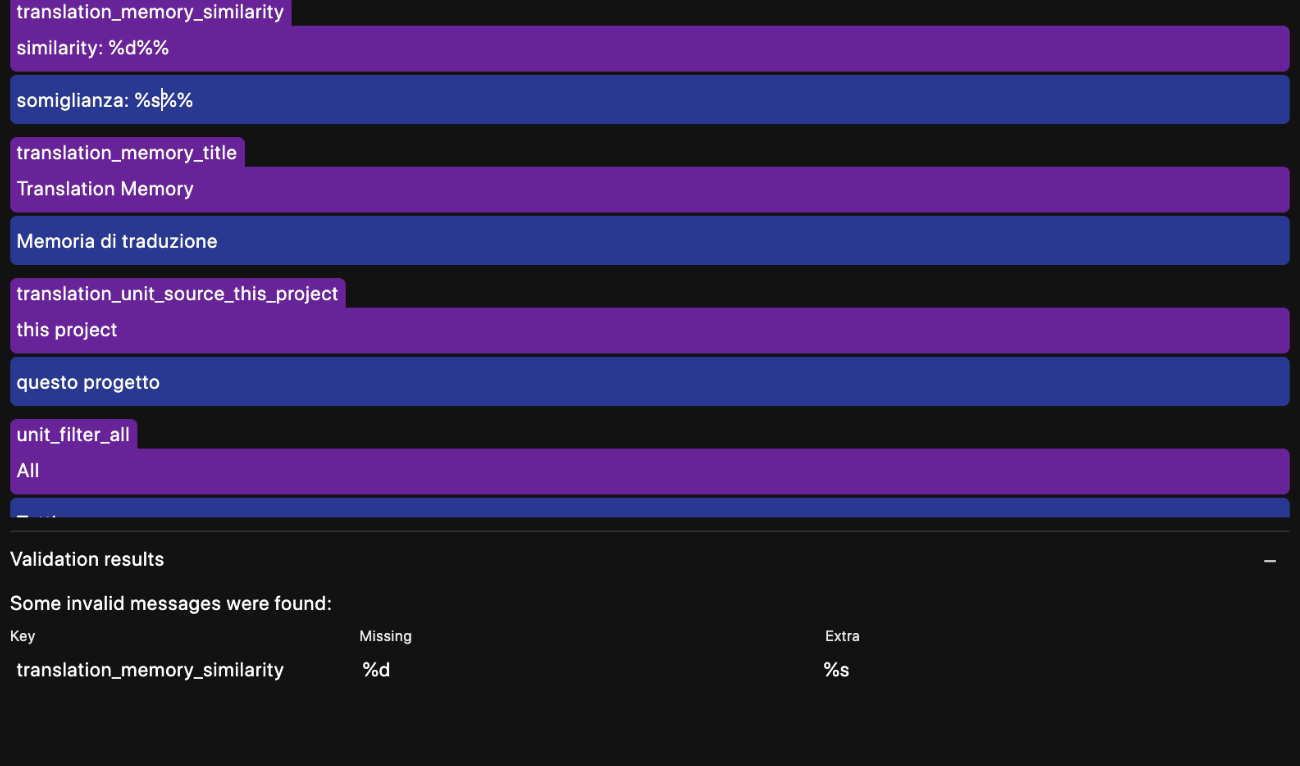 translation_memory_similarity
similarity: %d%%
somiglianza: %s%%
translation_memory_title
Translation Memory
Memoria di traduzione
translation_unit_source_this_project
this project
questo progetto
unit_filter_all
All
Validation results
Some invalid messages were found:
Key Missing Extra
translation_memory_similarity %d %s